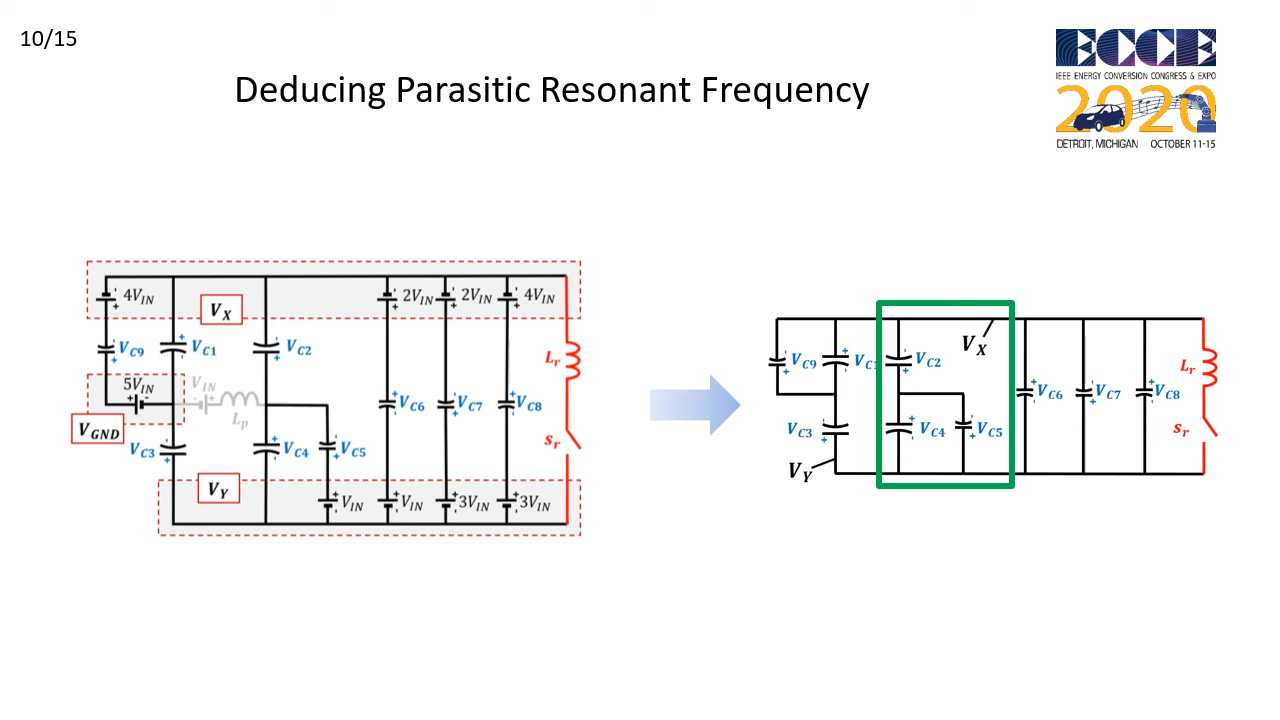 10/15
ECCE
IEEE ENERGY CONVERSION CONGRESS & EXPO
2020
DETROIT, MICHIGAN OCTOBER 11-15
Deducing Parasitic Resonant Frequency
4V_IN
V_X
2V_IN
2V_IN
4V_IN
V_C9
V_C1
V_C2
L_r
5V_IN
V_IN
L_p
V_C6
V_C7
V_C8
V_GND
V_C3
V_C4
V_C5
S_r
V_Y
V_IN
V_IN
3V_IN
3V_IN
V_X
V_C9
V_C1
V_C2
L_r
V_C6
V_C7
V_C8
V_C3
V_C4
V_C5
S_r
V_Y